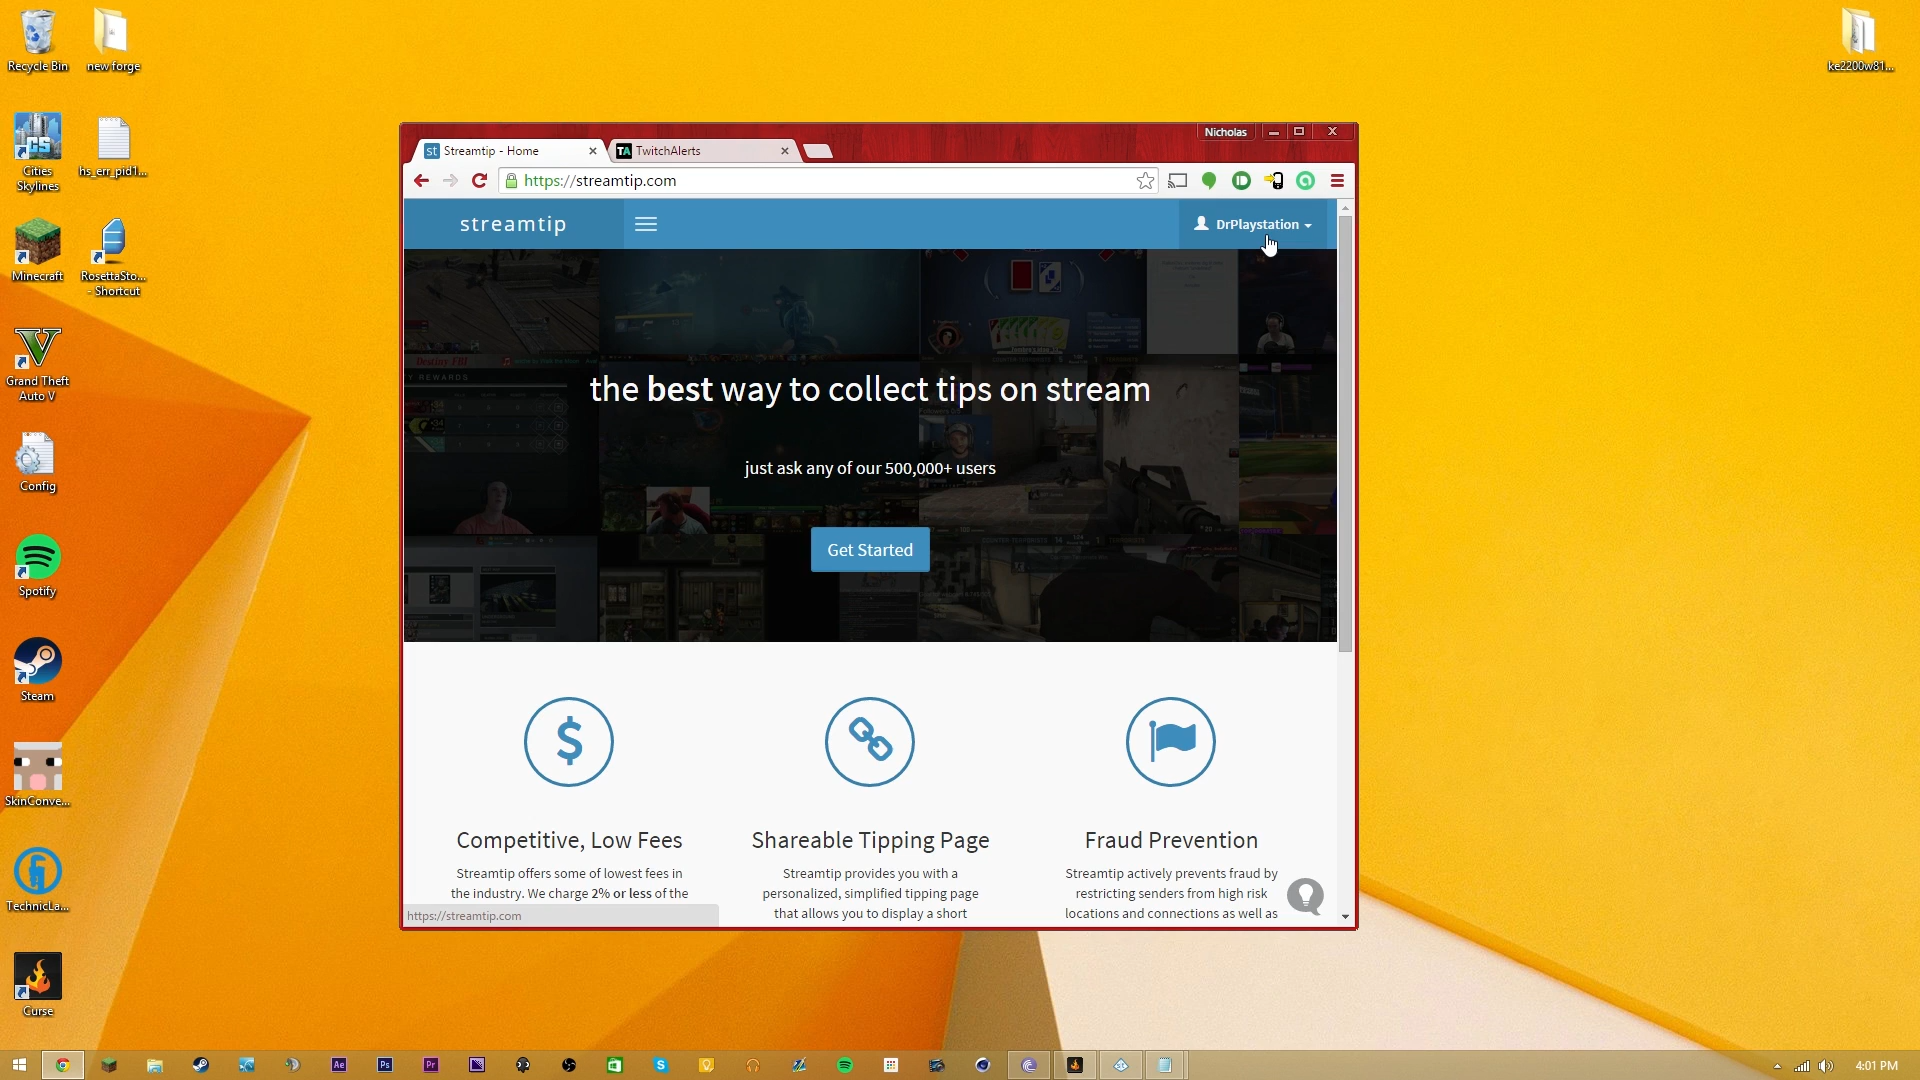 Recycle Bin
new forge
ke2200w81...
Cities
Skylines
hs_err_pid1...
Minecraft
RosettaSto...
- Shortcut
Grand Theft
Auto V
Config
Spotify
Steam
SkinConve...
TechnicLa...
Curse
Nicholas
st Streamtip - Home
TA TwitchAlerts
https://streamtip.com
streamtip
DrPlaystation
the best way to collect tips on stream
just ask any of our 500,000+ users
Get Started
Competitive, Low Fees
Streamtip offers some of lowest fees in
the industry. We charge 2% or less of the
Shareable Tipping Page
Streamtip provides you with a
personalized, simplified tipping page
that allows you to display a short
Fraud Prevention
Streamtip actively prevents fraud by
restricting senders from high risk
locations and connections as well as
https://streamtip.com
Ae
Ps
Pr
4:01 PM